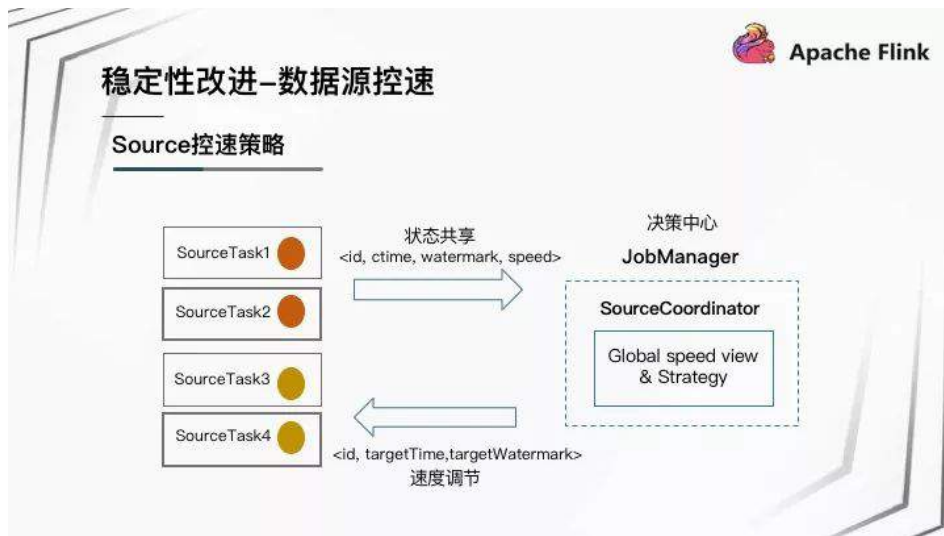 Apache Flink
稳定性改进-数据源控速
Source控速策略
SourceTask1
SourceTask2
SourceTask3
SourceTask4
状态共享
<id, ctime, watermark, speed>
<id, targetTime,targetWatermark>
速度调节
决策中心
JobManager
SourceCoordinator
Global speed view
& Strategy